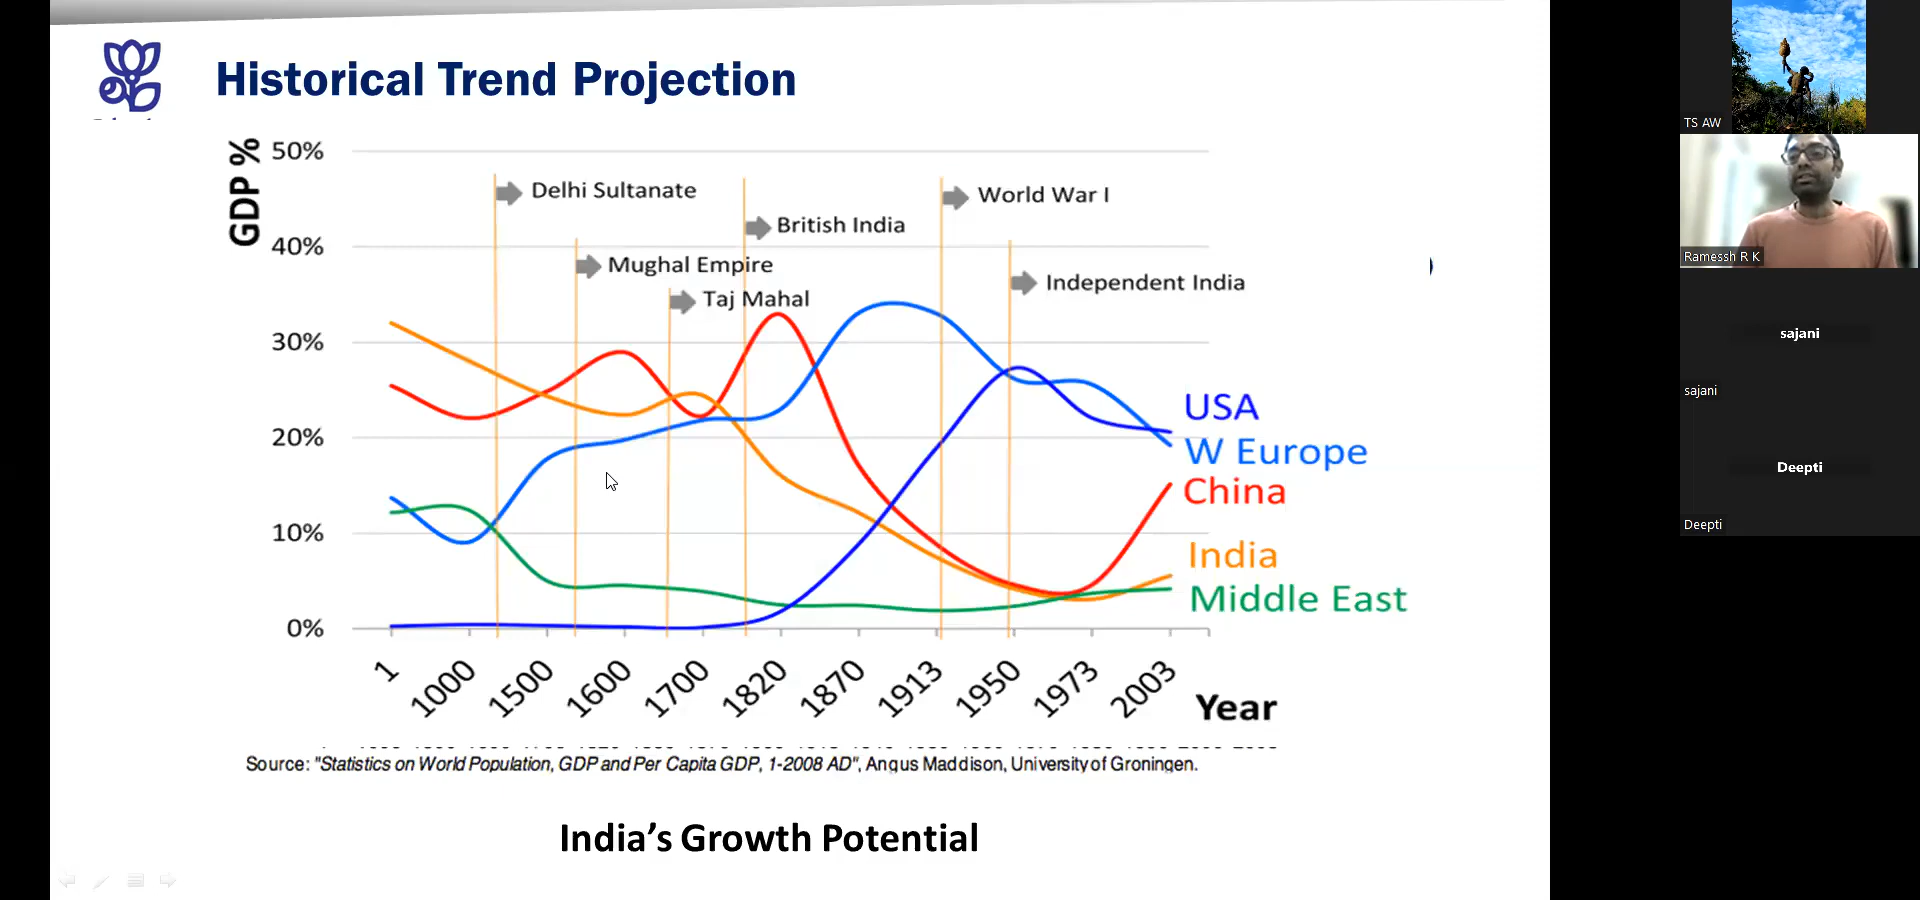 Historical Trend Projection
GDP %
50%
40%
30%
20%
10%
0%
Delhi Sultanate
Mughal Empire
Taj Mahal
British India
World War I
Independent India
USA
W Europe
China
India
Middle East
1
1000
1500
1600
1700
1820
1870
1913
1950
1973
2003
Year
Source: "Statistics on World Population, GDP and Per Capita GDP, 1-2008 AD", Angus Maddison, University of Groningen.
India's Growth Potential
TS AW
Ramessh R K
sajani
sajani
Deepti
Deepti